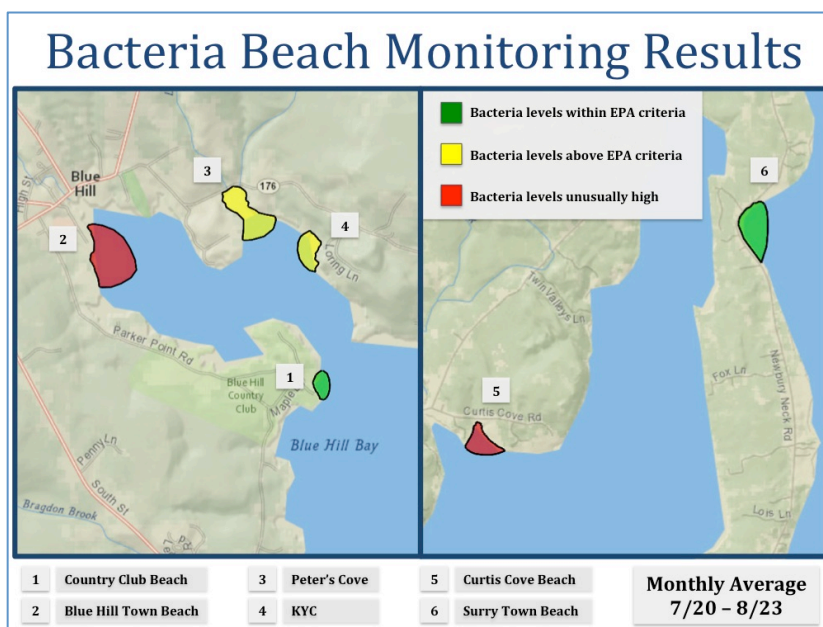 Bacteria Beach Monitoring Results
Bacteria levels within EPA criteria
Bacteria levels above EPA criteria
Bacteria levels unusually high
3
176
Blue
Hill
High St
2
4
Loring Ln
Parker Point Rd
1
Blue Hill
Country
Club
Maple
Blue Hill Bay
Penny Ln
South St
Bragdon Brook
6
Twin Valleys Ln
5
Curtis Cove Rd
Fox Ln
Newbury Neck Rd
Lois Ln
1 Country Club Beach
2 Blue Hill Town Beach
3 Peter's Cove
4 KYC
5 Curtis Cove Beach
6 Surry Town Beach
Monthly Average
7/20 – 8/23